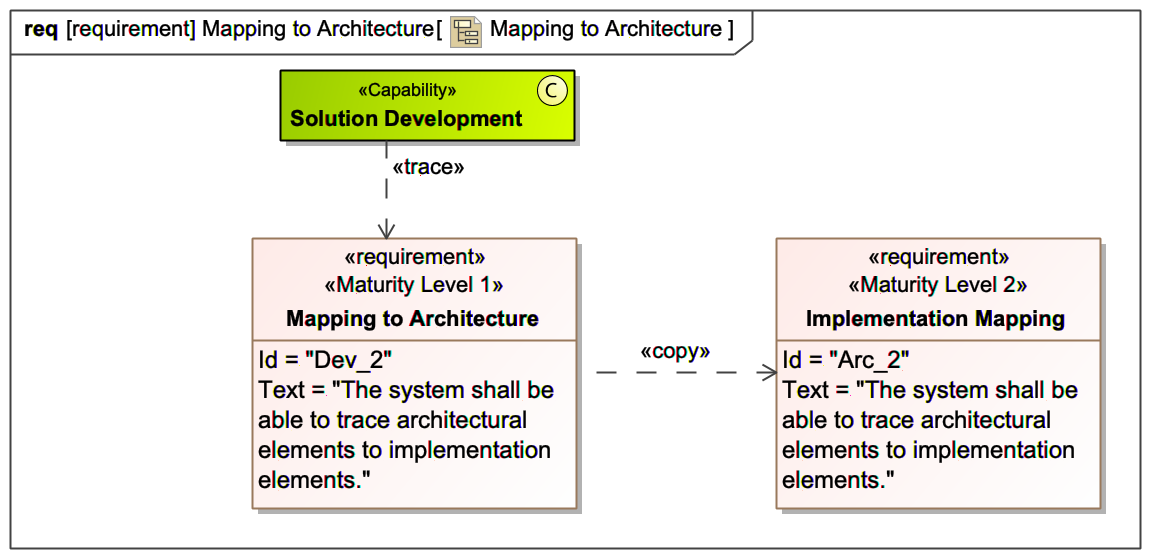 req [requirement] Mapping to Architecture[ Mapping to Architecture ]
«Capability»
C
Solution Development
«trace»
«requirement»
«Maturity Level 1»
Mapping to Architecture
Id = "Dev_2"
Text = "The system shall be
able to trace architectural
elements to implementation
elements."
«copy»
«requirement»
«Maturity Level 2»
Implementation Mapping
Id = "Arc_2"
Text = "The system shall be
able to trace architectural
elements to implementation
elements."